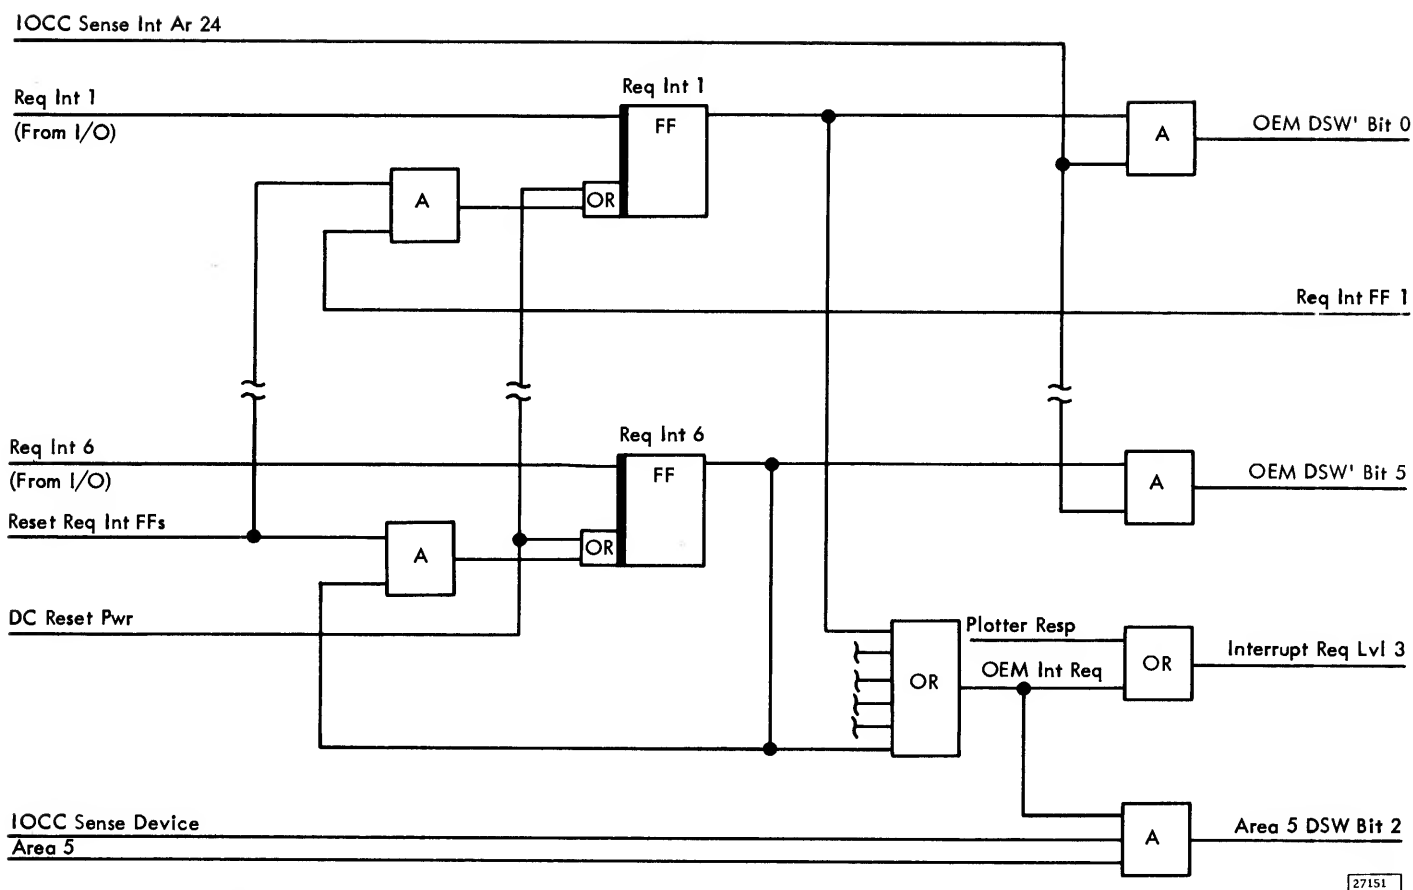 IOCC Sense Int Ar 24
Req Int 1
(From I/O)
Req Int 1
FF
A
OEM DSW' Bit 0
A
OR
Req Int FF 1
Req Int 6
(From I/O)
Req Int 6
FF
A
OEM DSW' Bit 5
Reset Req Int FFs
A
OR
DC Reset Pwr
Plotter Resp
OR
OEM Int Req
OR
Interrupt Req Lvl 3
IOCC Sense Device
Area 5
A
Area 5 DSW Bit 2
27151